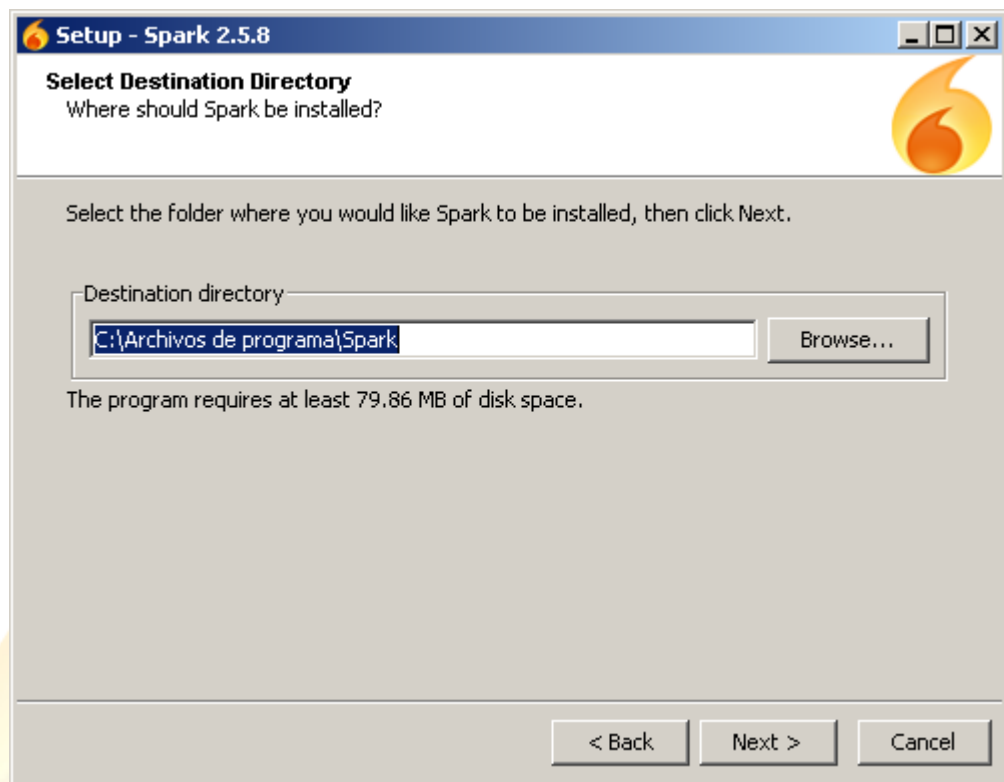 Setup - Spark 2.5.8
Select Destination Directory
Where should Spark be installed?
Select the folder where you would like Spark to be installed, then click Next.
Destination directory
C:\Archivos de programa\Spark
Browse...
The program requires at least 79.86 MB of disk space.
< Back
Next >
Cancel